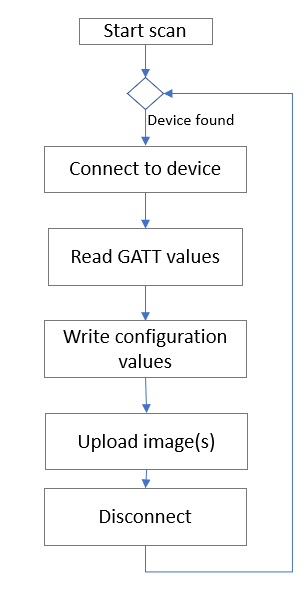 Start scan
Device found
Connect to device
Read GATT values
Write configuration
values
Upload image(s)
Disconnect